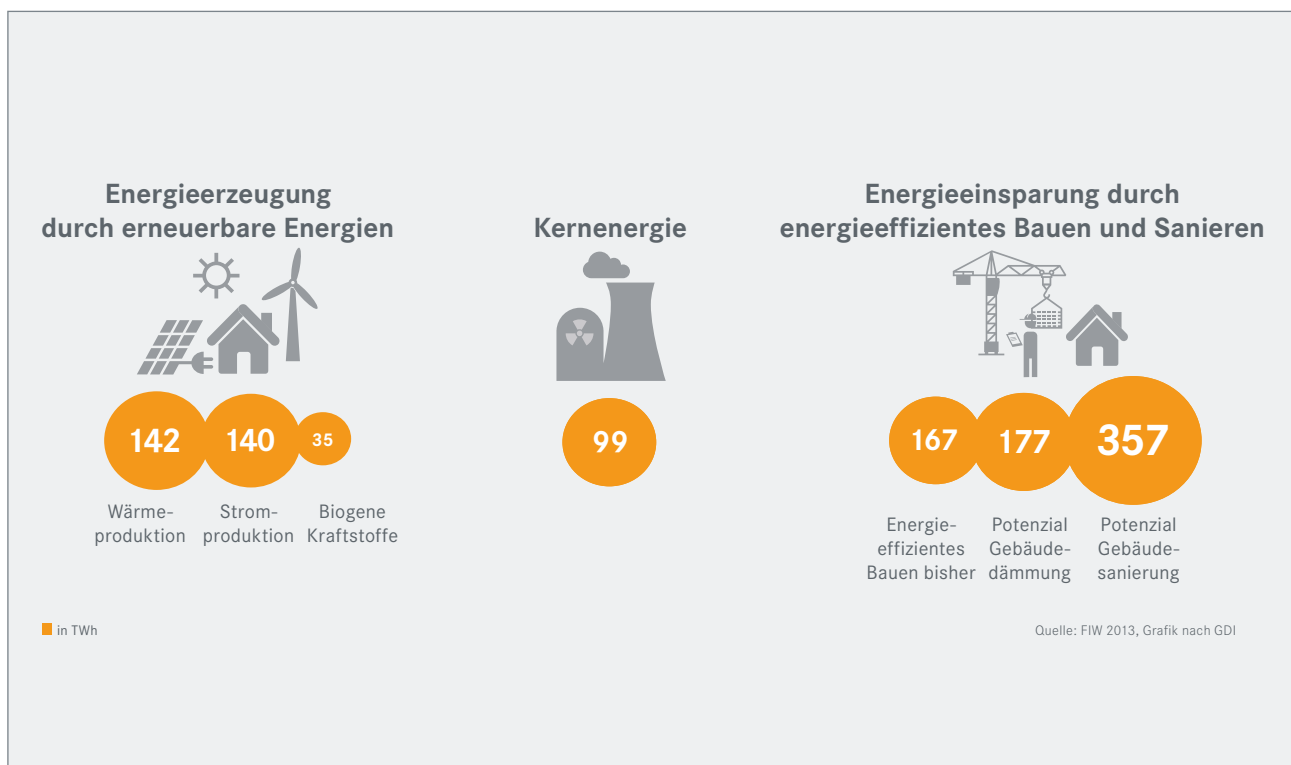 Energieerzeugung
durch erneuerbare Energien
142
140
35
Wärme-
produktion
Strom-
produktion
Biogene
Kraftstoffe
Kernenergie
99
Energieeinsparung durch
energieeffizientes Bauen und Sanieren
167
177
357
Energie-
effizientes
Bauen bisher
Potenzial
Gebäude-
dämmung
Potenzial
Gebäude-
sanierung
in TWh
Quelle: FIW 2013, Grafik nach GDI